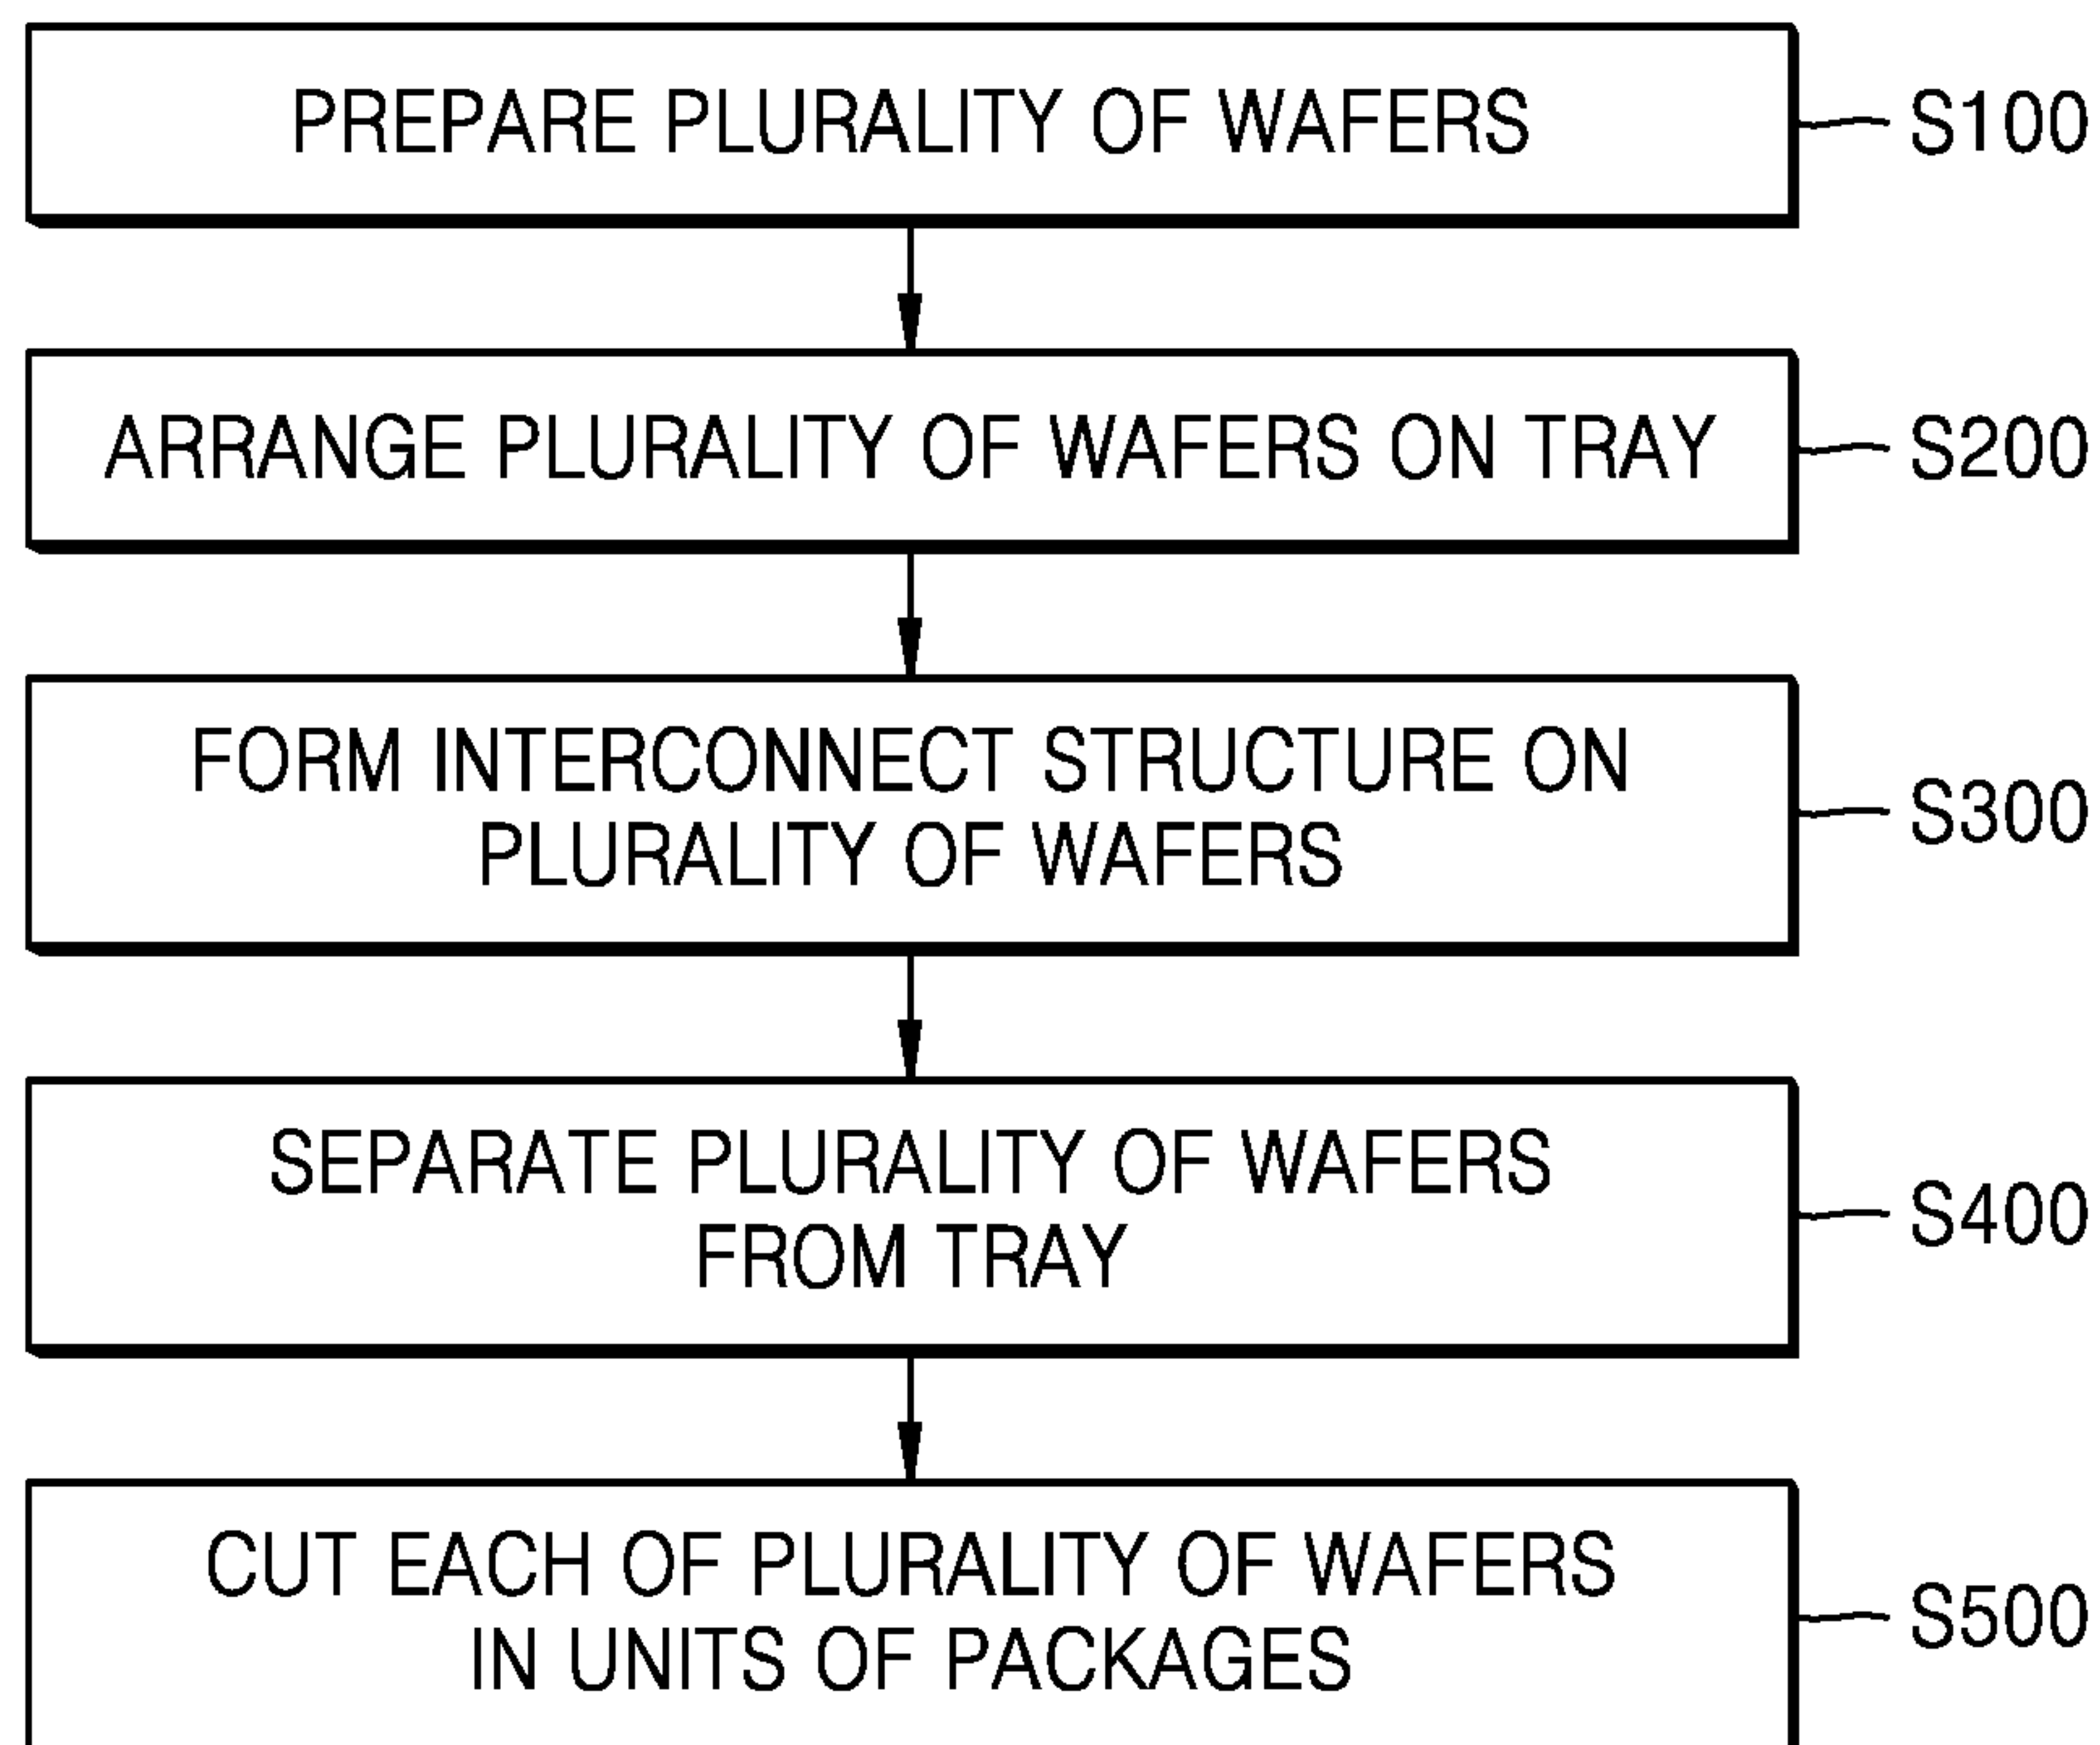 PREPARE PLURALITY OF WAFERS
S100
ARRANGE PLURALITY OF WAFERS ON TRAY
S200
FORM INTERCONNECT STRUCTURE ON
PLURALITY OF WAFERS
S300
SEPARATE PLURALITY OF WAFERS
FROM TRAY
S400
CUT EACH OF PLURALITY OF WAFERS
IN UNITS OF PACKAGES
S500